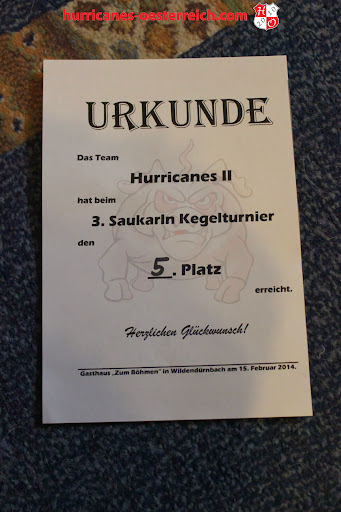 hurricanes-oesterreich.com
URKUNDE
Das Team
Hurricanes II
hat beim
3. Saukarln Kegelturnier
den
5. Platz
erreicht.
Herzlichen Glückwunsch!
Gasthaus „Zum Böhmen" in Wildendürnbach am 15. Februar 2014.